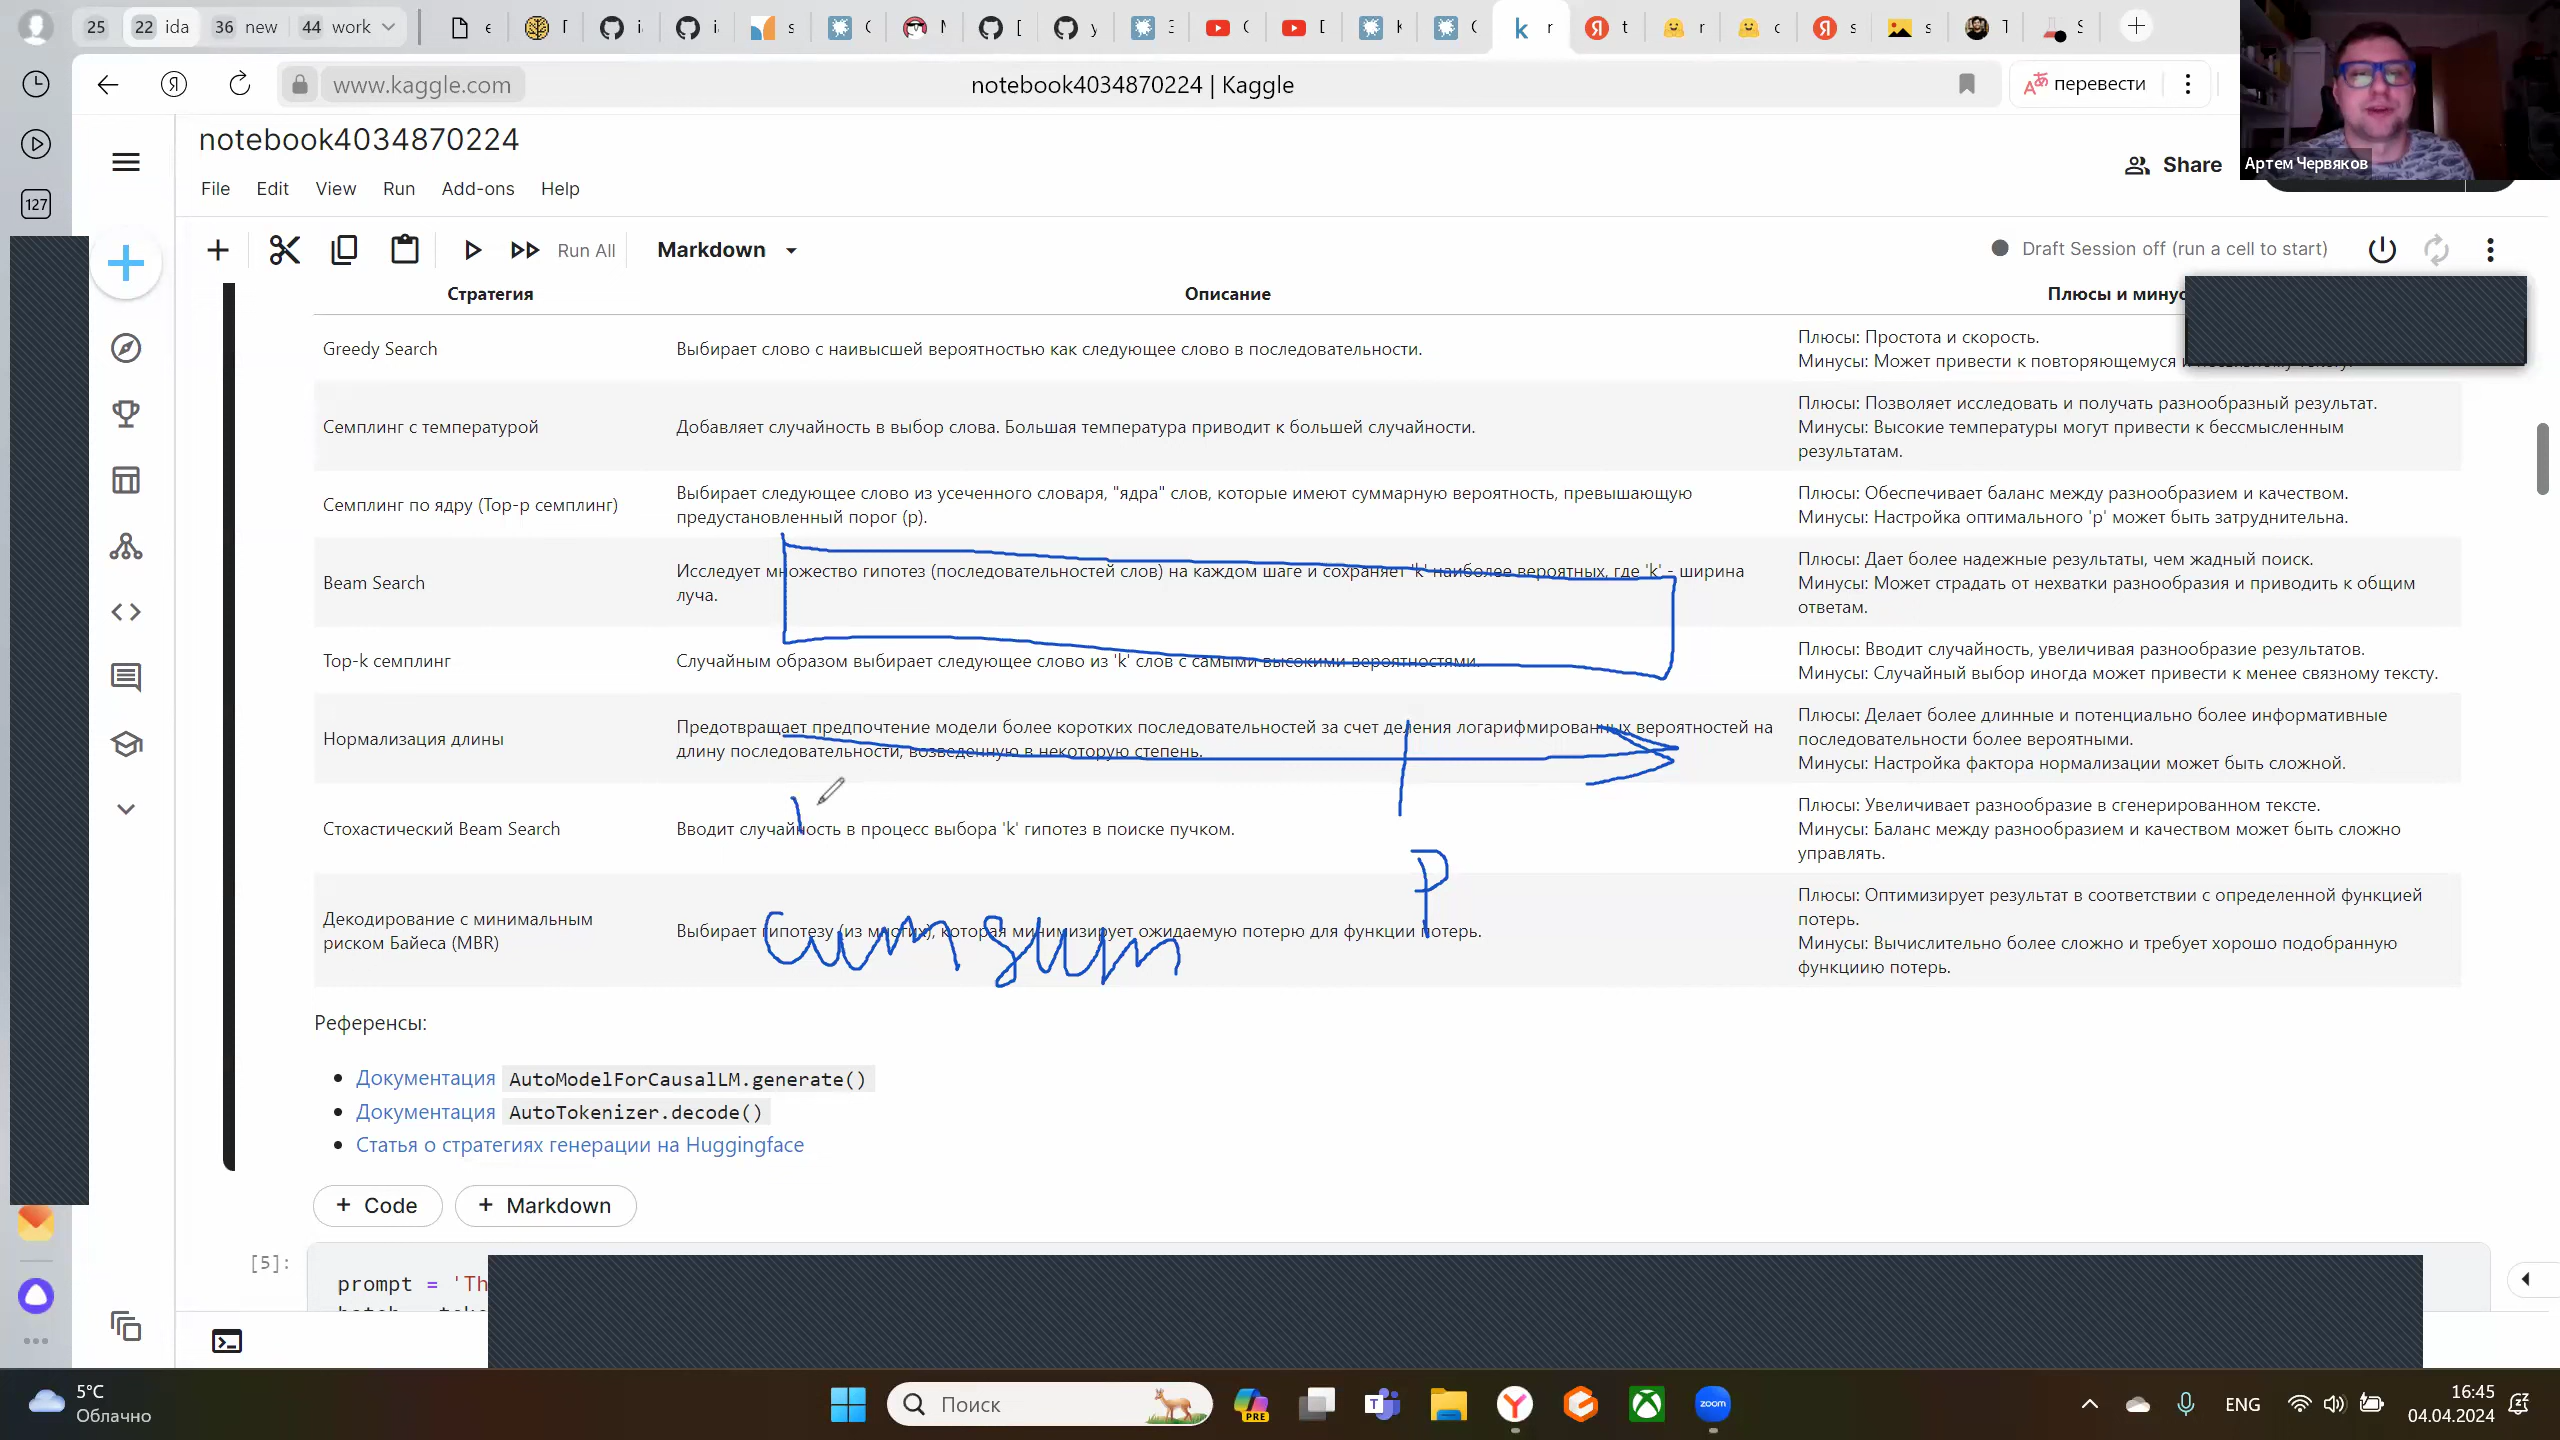 25
22 ida
36 new
44 work
www.kaggle.com
notebook4034870224 | Kaggle
перевести
Артем Червяков
127
notebook4034870224
Share
File Edit View Run Add-ons Help
Run All
Markdown
Draft Session off (run a cell to start)
Стратегия Описание Плюсы и
Greedy Search
Выбирает слово с наивысшей вероятностью как следующее слово в последовательности.
Плюсы: Простота и скорость.
Минусы: Может привести к повторяющемуся
Семплинг с температурой
Добавляет случайность в выбор слова. Большая температура приводит к большей случайности.
Плюсы: Позволяет исследовать и получать разнообразный результат.
Минусы: Высокие температуры могут привести к бессмысленным
результатам.
Семплинг по ядру (Top-p семплинг)
Выбирает следующее слово из усеченного словаря, "ядра" слов, которые имеют суммарную вероятность, превышающую
предустановленный порог (p).
Плюсы: Обеспечивает баланс между разнообразием и качеством.
Минусы: Настройка оптимального 'p' может быть затруднительна.
Beam Search
Исследует множество гипотез (последовательностей слов) на каждом шаге и сохраняет 'k' наиболее вероятных, где 'k' - ширина
луча.
Плюсы: Дает более надежные результаты, чем жадный поиск.
Минусы: Может страдать от нехватки разнообразия и приводить к общим
ответам.
Top-k семплинг
Случайным образом выбирает следующее слово из 'k' слов с самыми высокими вероятностями.
Плюсы: Вводит случайность, увеличивая разнообразие результатов.
Минусы: Случайный выбор иногда может привести к менее связному тексту.
Нормализация длины
Предотвращает предпочтение модели более коротких последовательностей за счет деления логарифмированных вероятностей на
длину последовательности, возведенную в некоторую степень.
Плюсы: Делает более длинные и потенциально более информативные
последовательности более вероятными.
Минусы: Настройка фактора нормализации может быть сложной.
Стохастический Beam Search
Вводит случайность в процесс выбора 'k' гипотез в поиске пучком.
Плюсы: Увеличивает разнообразие в сгенерированном тексте.
Минусы: Баланс между разнообразием и качеством может быть сложно
управлять.
P
Декодирование с минимальным
риском Байеса (MBR)
Выбирает гипотезу (из многих), которая минимизирует ожидаемую потерю для функции потерь.
cumsum
Плюсы: Оптимизирует результат в соответствии с определенной функцией
потерь.
Минусы: Вычислительно более сложно и требует хорошо подобранную
функциию потерь.
Референсы:
Документация AutoModelForCausalLM.generate()
Документация AutoTokenizer.decode()
Статья о стратегиях генерации на Huggingface
+ Code + Markdown
[5]:
prompt = 'Th
5°C
Облачно
Поиск
PRE
zoom
ENG
16:45
04.04.2024